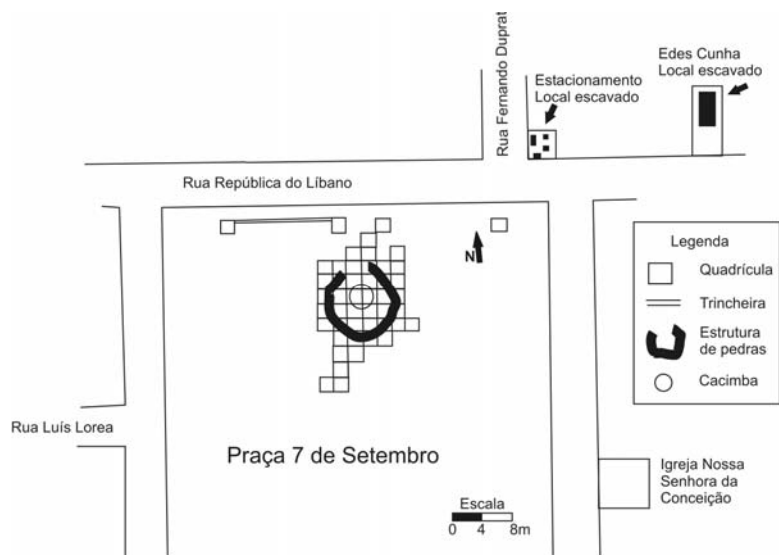 Rua Fernando Duprat
Estacionamento
Local escavado
Edes Cunha
Local escavado
Rua República do Líbano
N
Legenda
Quadrícula
Trincheira
Estrutura
de pedras
Cacimba
Rua Luís Lorea
Praça 7 de Setembro
Escala
0 4 8m
Igreja Nossa
Senhora da
Conceição